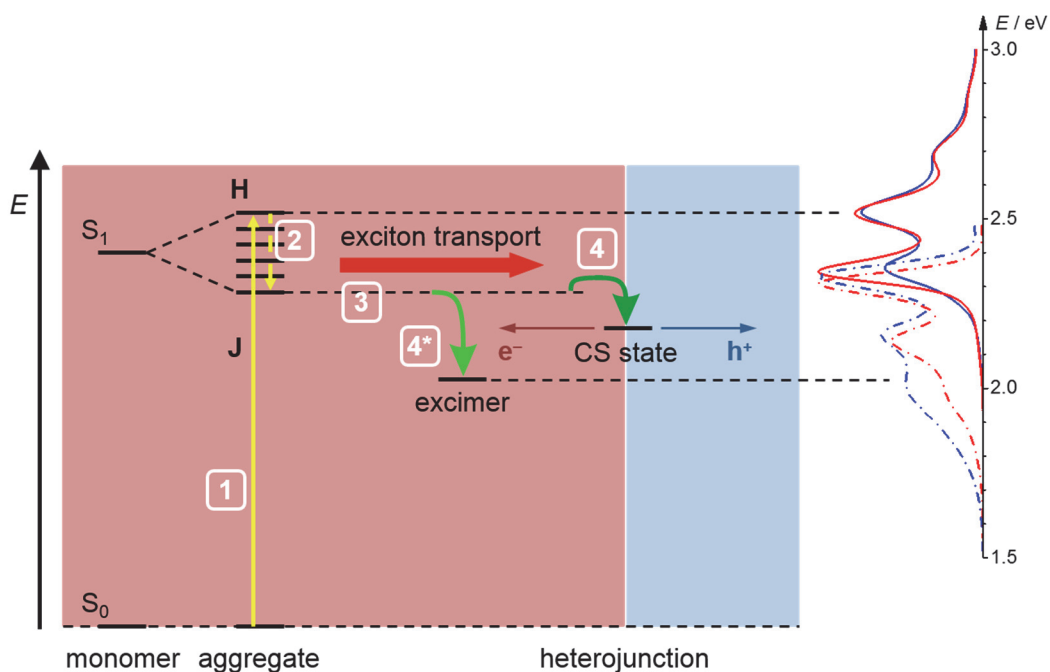 E / eV
3.0
2.5
2.0
1.5
E
S₁
H
2
exciton transport
4
3
J
4*
e⁻
CS state
h⁺
excimer
1
S₀
monomer
aggregate
heterojunction